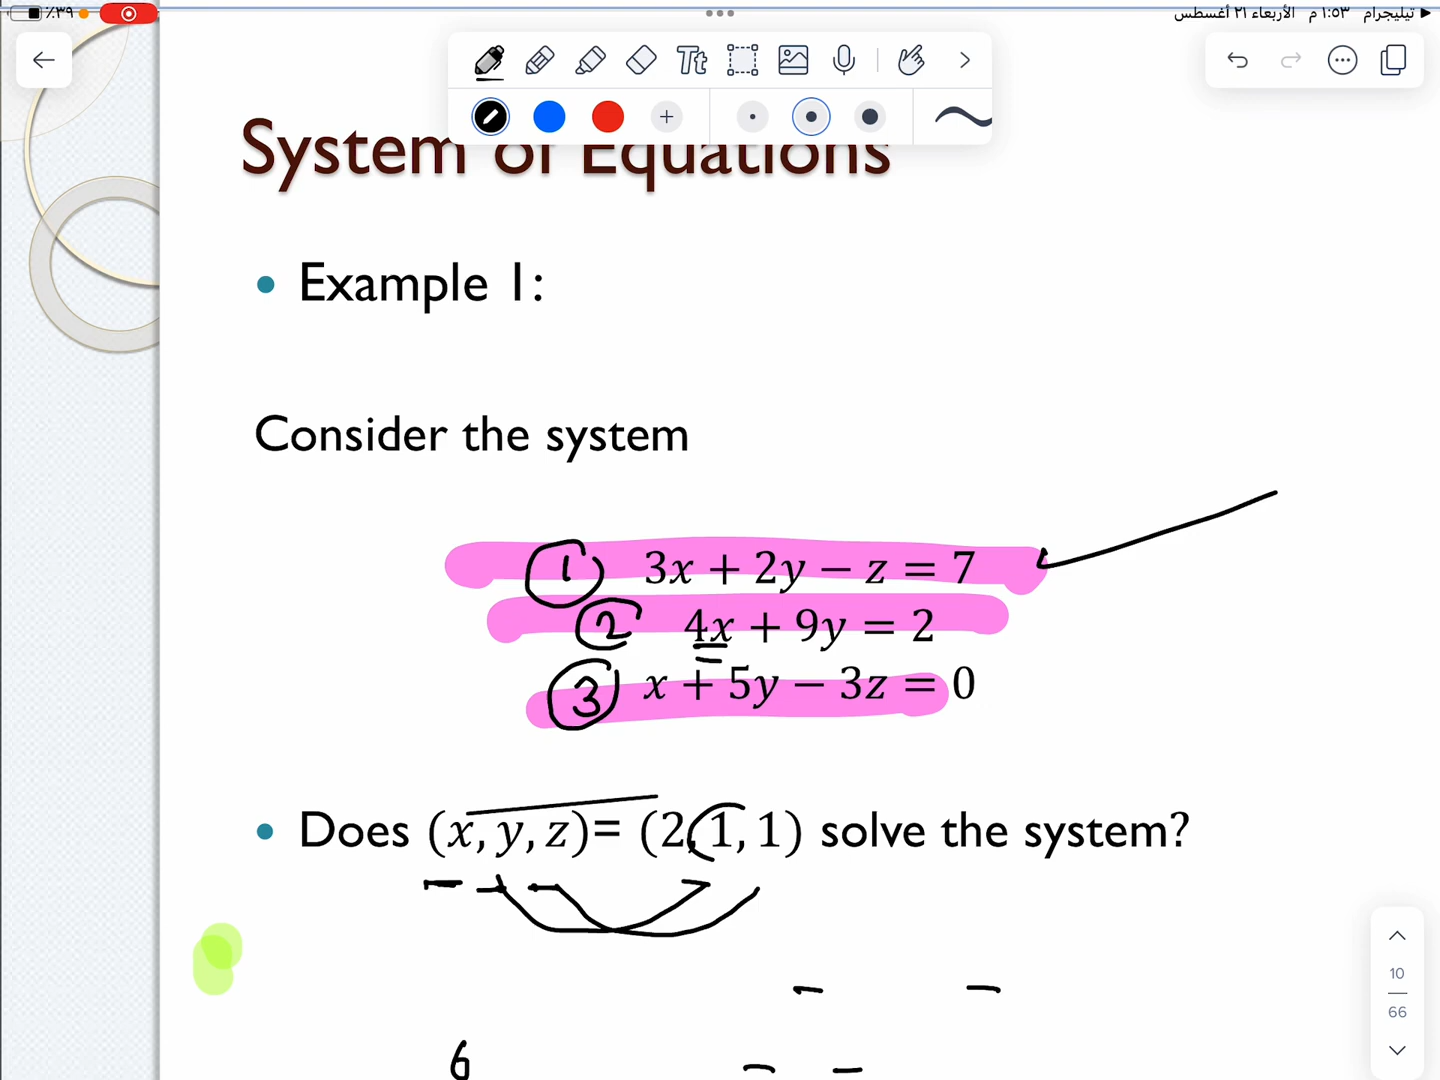 ٪٣٩
الأربعاء ٢١ أغسطس ١:٥٣ م تيليجرام
Tt
System of Equations
Example 1:
Consider the system
1 3x + 2y − z = 7
2 4x + 9y = 2
3 x + 5y − 3z = 0
Does (x, y, z)= (2, 1, 1) solve the system?
10
66
6